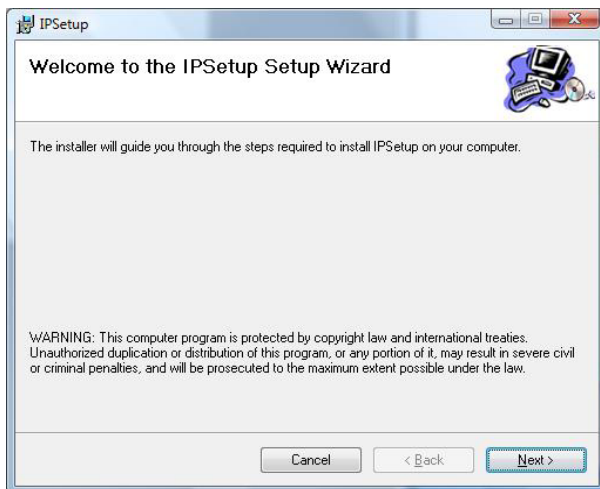 IPSetup
Welcome to the IPSetup Setup Wizard
The installer will guide you through the steps required to install IPSetup on your computer.
WARNING: This computer program is protected by copyright law and international treaties.
Unauthorized duplication or distribution of this program, or any portion of it, may result in severe civil
or criminal penalties, and will be prosecuted to the maximum extent possible under the law.
Cancel < Back Next >